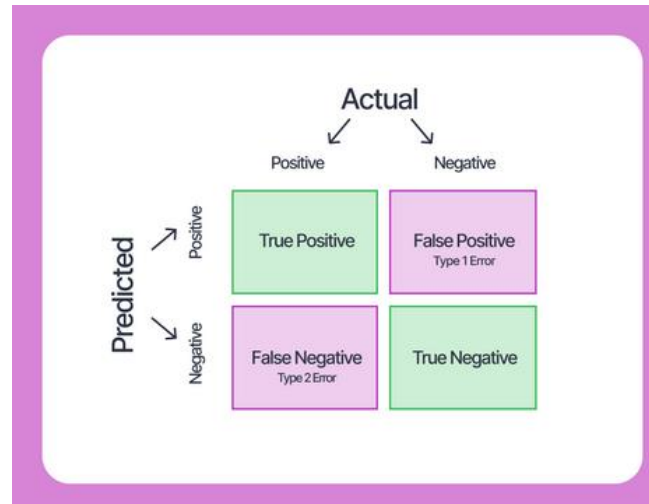 Actual
Positive
Negative
Predicted
Positive
True Positive
False Positive
Type 1 Error
Negative
False Negative
Type 2 Error
True Negative